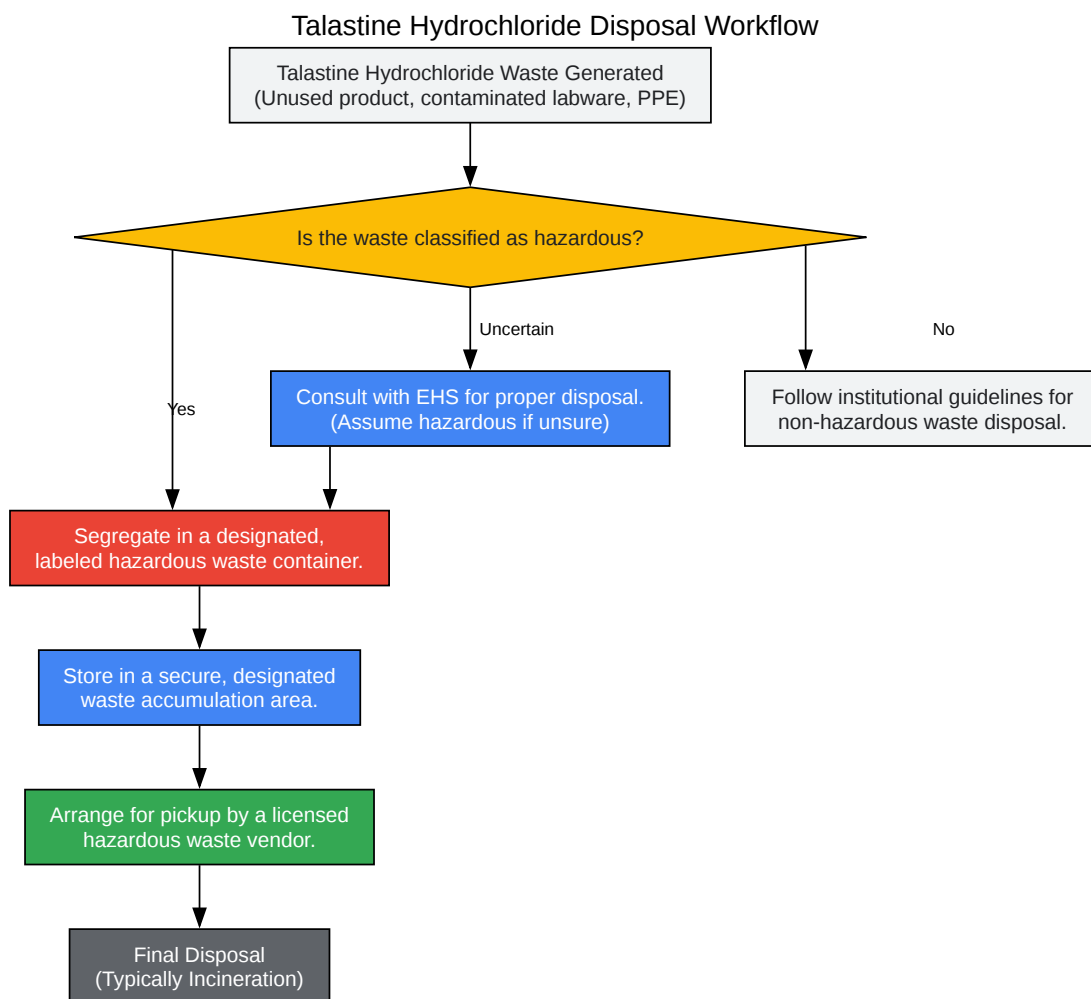 Talastine Hydrochloride Disposal Workflow
Talastine Hydrochloride Waste Generated
(Unused product, contaminated labware, PPE)
Is the waste classified as hazardous?
Uncertain
No
Consult with EHS for proper disposal.
(Assume hazardous if unsure)
Follow institutional guidelines for
non-hazardous waste disposal.
Yes
Segregate in a designated,
labeled hazardous waste container.
Store in a secure, designated
waste accumulation area.
Arrange for pickup by a licensed
hazardous waste vendor.
Final Disposal
(Typically Incineration)